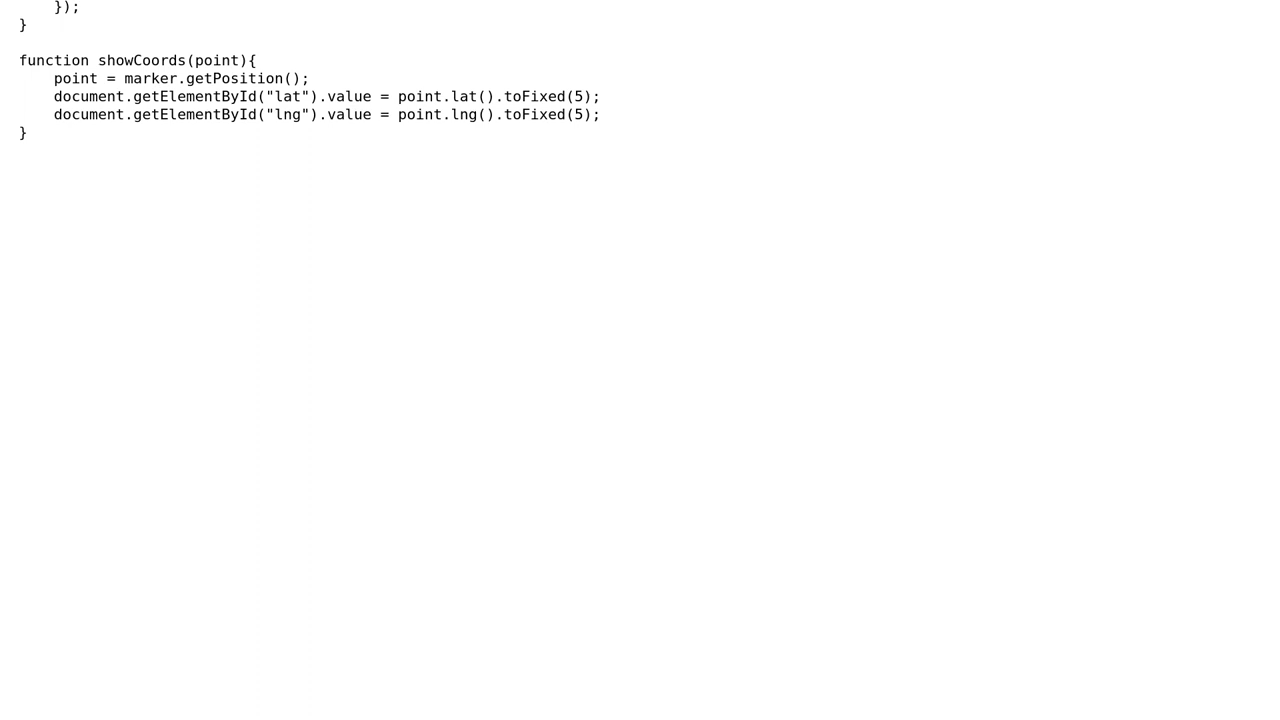 });
}

function showCoords(point){
    point = marker.getPosition();
    document.getElementById("lat").value = point.lat().toFixed(5);
    document.getElementById("lng").value = point.lng().toFixed(5);
}